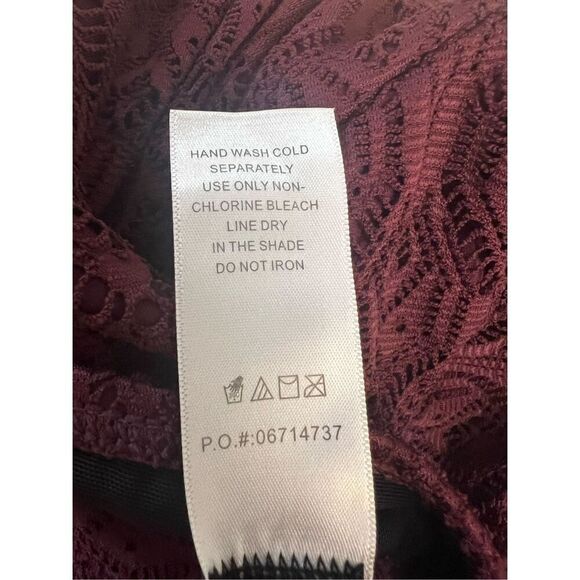 HAND WASH COLD
SEPARATELY
USE ONLY NON-
CHLORINE BLEACH
LINE DRY
IN THE SHADE
DO NOT IRON
P.O.#:06714737